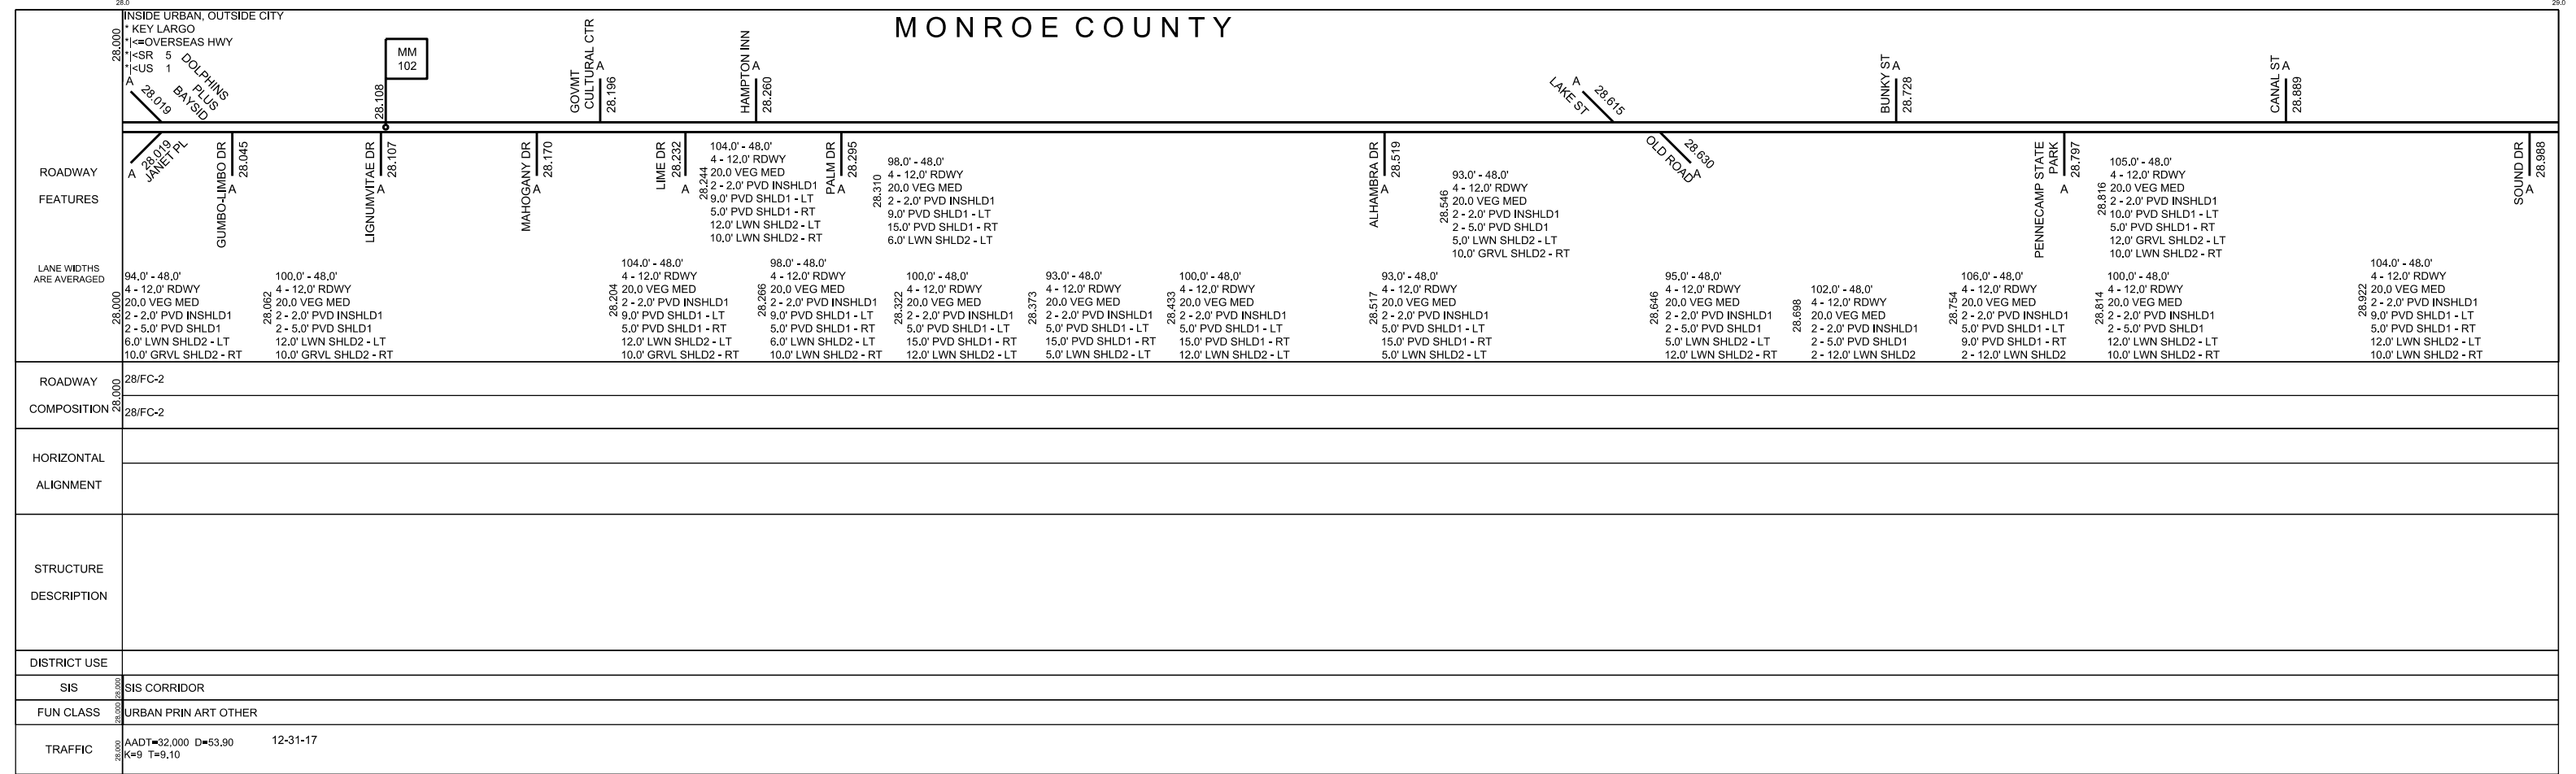 28.0
29.0
MONROE COUNTY
28.000
INSIDE URBAN, OUTSIDE CITY
* KEY LARGO
*|<=OVERSEAS HWY
*|<SR 5
*|<US 1
A
28.019
DOLPHINS
PLUS
BAYSID
28.108
MM
102
GOVMT
CULTURAL CTR
A
28.196
HAMPTON INN
A
28.260
LAKE ST
A
28.615
BUNKY ST
A
28.728
CANAL ST
A
28.889
ROADWAY
FEATURES
A
28.019
JANET PL
GUMBO-LIMBO DR
28.045
A
LIGNUMVITAE DR
28.107
A
MAHOGANY DR
28.170
A
LIME DR
28.232
A
28.244
104.0' - 48.0'
4 - 12.0' RDWY
20.0 VEG MED
2 - 2.0' PVD INSHLD1
9.0' PVD SHLD1 - LT
5.0' PVD SHLD1 - RT
12.0' LWN SHLD2 - LT
10.0' LWN SHLD2 - RT
PALM DR
28.295
A
28.310
98.0' - 48.0'
4 - 12.0' RDWY
20.0 VEG MED
2 - 2.0' PVD INSHLD1
9.0' PVD SHLD1 - LT
15.0' PVD SHLD1 - RT
6.0' LWN SHLD2 - LT
ALHAMBRA DR
28.519
A
28.546
93.0' - 48.0'
4 - 12.0' RDWY
20.0 VEG MED
2 - 2.0' PVD INSHLD1
2 - 5.0' PVD SHLD1
5.0' LWN SHLD2 - LT
10.0' GRVL SHLD2 - RT
OLD ROAD
28.630
A
PENNECAMP STATE
PARK
28.797
A
28.816
105.0' - 48.0'
4 - 12.0' RDWY
20.0 VEG MED
2 - 2.0' PVD INSHLD1
10.0' PVD SHLD1 - LT
5.0' PVD SHLD1 - RT
12.0' GRVL SHLD2 - LT
10.0' LWN SHLD2 - RT
SOUND DR
28.988
A
LANE WIDTHS
ARE AVERAGED
28.000
94.0' - 48.0'
4 - 12.0' RDWY
20.0 VEG MED
2 - 2.0' PVD INSHLD1
2 - 5.0' PVD SHLD1
6.0' LWN SHLD2 - LT
10.0' GRVL SHLD2 - RT
28.062
100.0' - 48.0'
4 - 12.0' RDWY
20.0 VEG MED
2 - 2.0' PVD INSHLD1
2 - 5.0' PVD SHLD1
12.0' LWN SHLD2 - LT
10.0' GRVL SHLD2 - RT
28.204
104.0' - 48.0'
4 - 12.0' RDWY
20.0 VEG MED
2 - 2.0' PVD INSHLD1
9.0' PVD SHLD1 - LT
5.0' PVD SHLD1 - RT
12.0' LWN SHLD2 - LT
10.0' GRVL SHLD2 - RT
28.266
98.0' - 48.0'
4 - 12.0' RDWY
20.0 VEG MED
2 - 2.0' PVD INSHLD1
9.0' PVD SHLD1 - LT
5.0' PVD SHLD1 - RT
6.0' LWN SHLD2 - LT
10.0' LWN SHLD2 - RT
28.322
100.0' - 48.0'
4 - 12.0' RDWY
20.0 VEG MED
2 - 2.0' PVD INSHLD1
5.0' PVD SHLD1 - LT
15.0' PVD SHLD1 - RT
12.0' LWN SHLD2 - LT
28.373
93.0' - 48.0'
4 - 12.0' RDWY
20.0 VEG MED
2 - 2.0' PVD INSHLD1
5.0' PVD SHLD1 - LT
15.0' PVD SHLD1 - RT
5.0' LWN SHLD2 - LT
28.433
100.0' - 48.0'
4 - 12.0' RDWY
20.0 VEG MED
2 - 2.0' PVD INSHLD1
5.0' PVD SHLD1 - LT
15.0' PVD SHLD1 - RT
12.0' LWN SHLD2 - LT
28.517
93.0' - 48.0'
4 - 12.0' RDWY
20.0 VEG MED
2 - 2.0' PVD INSHLD1
5.0' PVD SHLD1 - LT
15.0' PVD SHLD1 - RT
5.0' LWN SHLD2 - LT
28.646
95.0' - 48.0'
4 - 12.0' RDWY
20.0 VEG MED
2 - 2.0' PVD INSHLD1
2 - 5.0' PVD SHLD1
5.0' LWN SHLD2 - LT
12.0' LWN SHLD2 - RT
28.698
102.0' - 48.0'
4 - 12.0' RDWY
20.0 VEG MED
2 - 2.0' PVD INSHLD1
2 - 5.0' PVD SHLD1
2 - 12.0' LWN SHLD2
28.754
106.0' - 48.0'
4 - 12.0' RDWY
20.0 VEG MED
2 - 2.0' PVD INSHLD1
5.0' PVD SHLD1 - LT
9.0' PVD SHLD1 - RT
2 - 12.0' LWN SHLD2
28.814
100.0' - 48.0'
4 - 12.0' RDWY
20.0 VEG MED
2 - 2.0' PVD INSHLD1
2 - 5.0' PVD SHLD1
12.0' LWN SHLD2 - LT
10.0' LWN SHLD2 - RT
28.922
104.0' - 48.0'
4 - 12.0' RDWY
20.0 VEG MED
2 - 2.0' PVD INSHLD1
9.0' PVD SHLD1 - LT
5.0' PVD SHLD1 - RT
12.0' LWN SHLD2 - LT
10.0' LWN SHLD2 - RT
ROADWAY
COMPOSITION
28.000
28/FC-2
28/FC-2
HORIZONTAL
ALIGNMENT
STRUCTURE
DESCRIPTION
DISTRICT USE
SIS
28.000
SIS CORRIDOR
FUN CLASS
28.000
URBAN PRIN ART OTHER
TRAFFIC
28.000
AADT=32,000 D=53.90 12-31-17
K=9 T=9.10